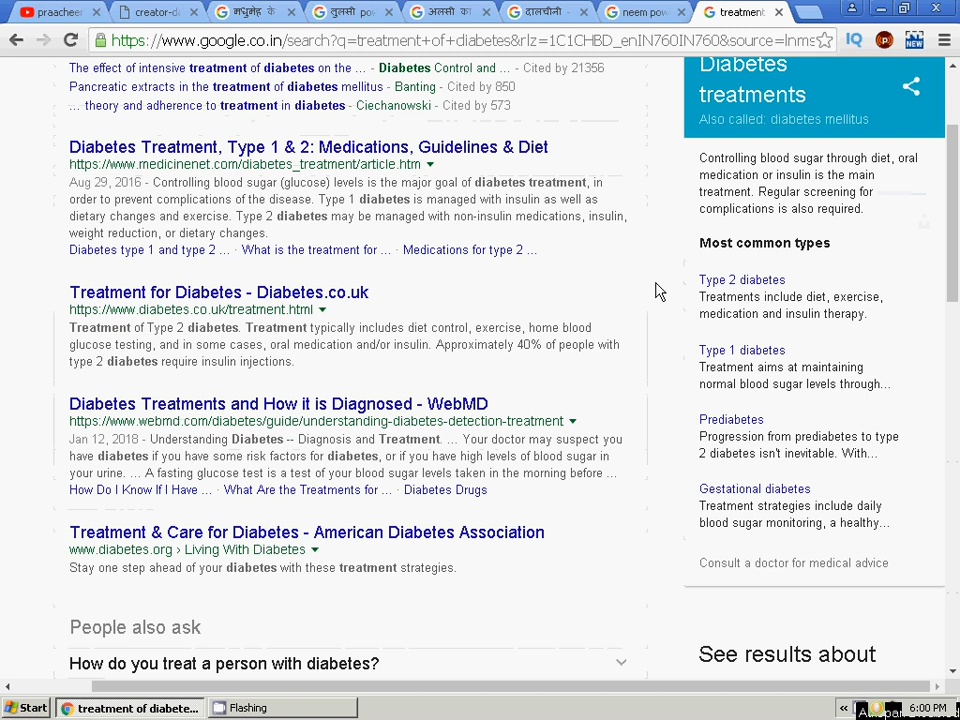 praacheen
creator-da
मधुमेह के
तुलसी pow
अलसी का
दालचीनी -
neem pow
treatment
https://www.google.co.in/search?q=treatment+of+diabetes&rlz=1C1CHBD_enIN760IN760&source=lnms
IQ
P
NEW
The effect of intensive treatment of diabetes on the ... - Diabetes Control and ... - Cited by 21356
Pancreatic extracts in the treatment of diabetes mellitus - Banting - Cited by 850
... theory and adherence to treatment in diabetes - Ciechanowski - Cited by 573
Diabetes Treatment, Type 1 & 2: Medications, Guidelines & Diet
https://www.medicinenet.com/diabetes_treatment/article.htm
Aug 29, 2016 - Controlling blood sugar (glucose) levels is the major goal of diabetes treatment, in
order to prevent complications of the disease. Type 1 diabetes is managed with insulin as well as
dietary changes and exercise. Type 2 diabetes may be managed with non-insulin medications, insulin,
weight reduction, or dietary changes.
Diabetes type 1 and type 2 ... · What is the treatment for ... · Medications for type 2 ...
Treatment for Diabetes - Diabetes.co.uk
https://www.diabetes.co.uk/treatment.html
Treatment of Type 2 diabetes. Treatment typically includes diet control, exercise, home blood
glucose testing, and in some cases, oral medication and/or insulin. Approximately 40% of people with
type 2 diabetes require insulin injections.
Diabetes Treatments and How it is Diagnosed - WebMD
https://www.webmd.com/diabetes/guide/understanding-diabetes-detection-treatment
Jan 12, 2018 - Understanding Diabetes -- Diagnosis and Treatment. ... Your doctor may suspect you
have diabetes if you have some risk factors for diabetes, or if you have high levels of blood sugar in
your urine. ... A fasting glucose test is a test of your blood sugar levels taken in the morning before ...
How Do I Know If I Have ... · What Are the Treatments for ... · Diabetes Drugs
Treatment & Care for Diabetes - American Diabetes Association
www.diabetes.org › Living With Diabetes
Stay one step ahead of your diabetes with these treatment strategies.
People also ask
How do you treat a person with diabetes?
Diabetes
treatments
Also called: diabetes mellitus
Controlling blood sugar through diet, oral
medication or insulin is the main
treatment. Regular screening for
complications is also required.
Most common types
Type 2 diabetes
Treatments include diet, exercise,
medication and insulin therapy.
Type 1 diabetes
Treatment aims at maintaining
normal blood sugar levels through...
Prediabetes
Progression from prediabetes to type
2 diabetes isn't inevitable. With...
Gestational diabetes
Treatment strategies include daily
blood sugar monitoring, a healthy...
Consult a doctor for medical advice
See results about
Start
treatment of diabete...
Flashing
6:00 PM